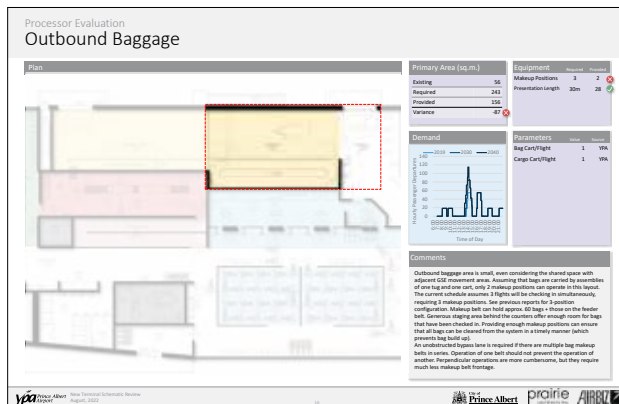 Processor Evaluation
Outbound Baggage
Plan
Primary Area (sq.m.)
Existing 56
Required 243
Provided 156
Variance -87
Equipment Required Provided
Makeup Positions 3 2
Presentation Length 30m 28
Demand
2019 2030 2040
Hourly Passenger Departures
140
120
100
80
60
40
20
0
Time of Day
Parameters Value Source
Bag Cart/Flight 1 YPA
Cargo Cart/Flight 1 YPA
Comments
Outbound baggage area is small, even considering the shared space with
adjacent GSE movement areas. Assuming that bags are carried by assemblies
of one tug and one cart, only 2 makeup positions can operate in this layout.
The current schedule assumes 3 flights will be checking in simultaneously,
requiring 3 makeup positions. See previous reports for 3-position
configuration. Makeup belt can hold approx. 60 bags + those on the feeder
belt. Generous staging area behind the counters offer enough room for bags
that have been checked in. Providing enough makeup positions can ensure
that all bags can be cleared from the system in a timely manner (which
prevents bag build up).
An unobstructed bypass lane is required if there are multiple bag makeup
belts in series. Operation of one belt should not prevent the operation of
another. Perpendicular operations are more cumbersome, but they require
much less makeup belt frontage.
ypa Prince Albert Airport
New Terminal Schematic Review
August, 2022
City of
Prince Albert
prairie
AIRBIZ